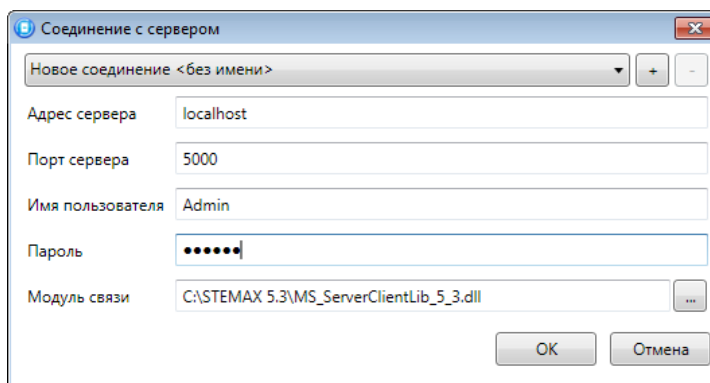 Соединение с сервером
Новое соединение <без имени>
+
-
Адрес сервера localhost
Порт сервера 5000
Имя пользователя Admin
Пароль ●●●●●●
Модуль связи C:\STEMAX 5.3\MS_ServerClientLib_5_3.dll ...
OK Отмена